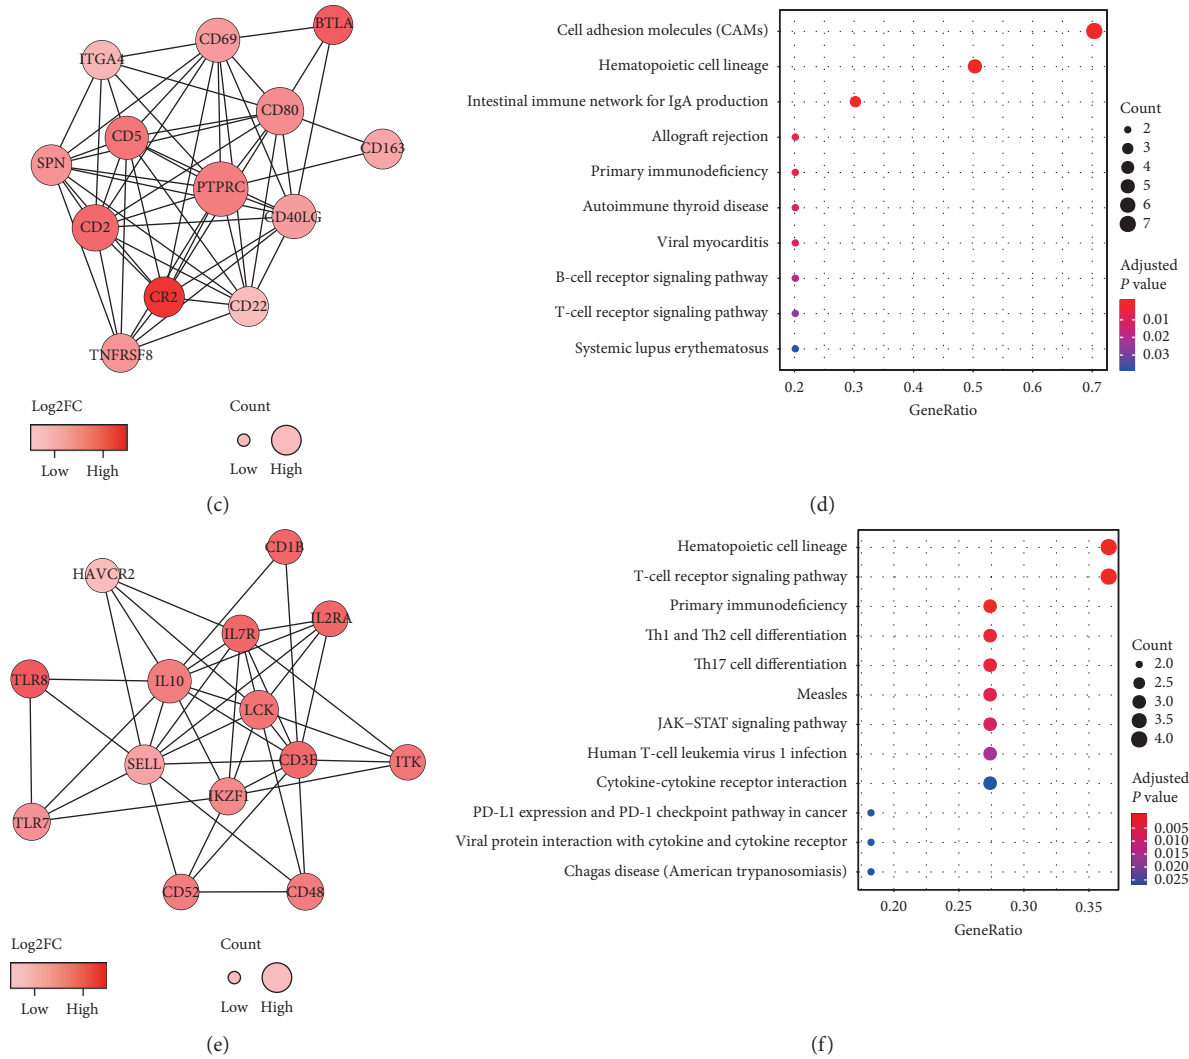 BTLA
CD69
ITGA4
CD80
CD5
CD163
SPN
PTPRC
CD40LG
CD2
CR2
CD22
TNFRSF8
Log2FC
Low High
Count
Low High
(c)
Cell adhesion molecules (CAMs)
Hematopoietic cell lineage
Intestinal immune network for IgA production
Allograft rejection
Primary immunodeficiency
Autoimmune thyroid disease
Viral myocarditis
B-cell receptor signaling pathway
T-cell receptor signaling pathway
Systemic lupus erythematosus
0.2 0.3 0.4 0.5 0.6 0.7
GeneRatio
Count
2
3
4
5
6
7
Adjusted
P value
0.01
0.02
0.03
(d)
CD1B
HAVCR2
IL2RA
IL7R
TLR8
IL10
LCK
SELL
CD3E
ITK
IKZF1
TLR7
CD52
CD48
Log2FC
Low High
Count
Low High
(e)
Hematopoietic cell lineage
T-cell receptor signaling pathway
Primary immunodeficiency
Th1 and Th2 cell differentiation
Th17 cell differentiation
Measles
JAK−STAT signaling pathway
Human T-cell leukemia virus 1 infection
Cytokine-cytokine receptor interaction
PD-L1 expression and PD-1 checkpoint pathway in cancer
Viral protein interaction with cytokine and cytokine receptor
Chagas disease (American trypanosomiasis)
0.20 0.25 0.30 0.35
GeneRatio
Count
2.0
2.5
3.0
3.5
4.0
Adjusted
P value
0.005
0.010
0.015
0.020
0.025
(f)